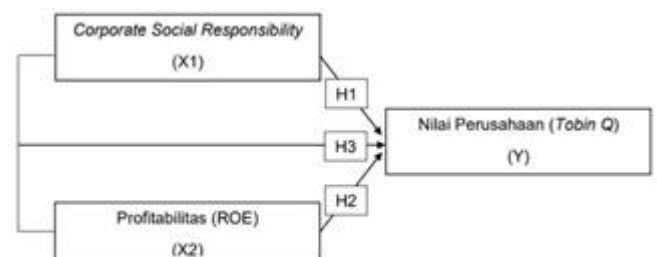 Corporate Social Responsibility
(X1)
H1
Nilai Perusahaan (Tobin Q)
(Y)
H3
H2
Profitabilitas (ROE)
(X2)